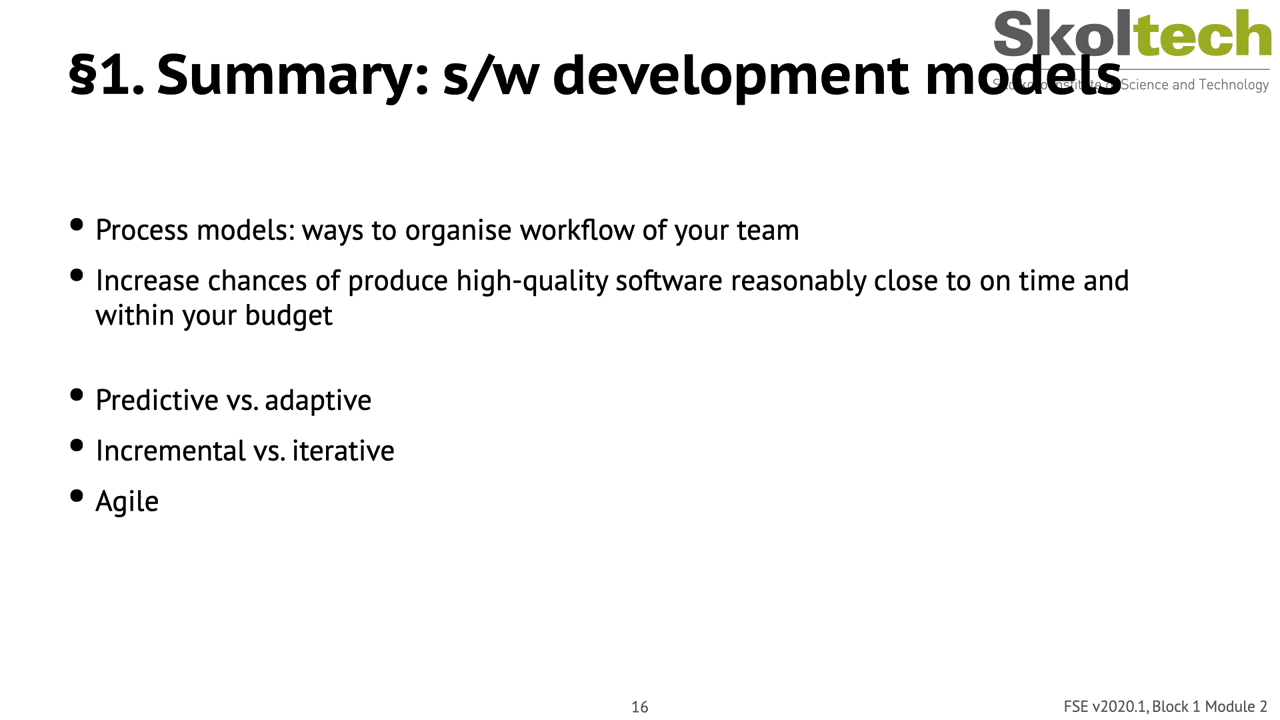 Skoltech
§1. Summary: s/w development models
Science and Technology
• Process models: ways to organise workflow of your team
• Increase chances of produce high-quality software reasonably close to on time and
within your budget
• Predictive vs. adaptive
• Incremental vs. iterative
• Agile
16
FSE v2020.1, Block 1 Module 2